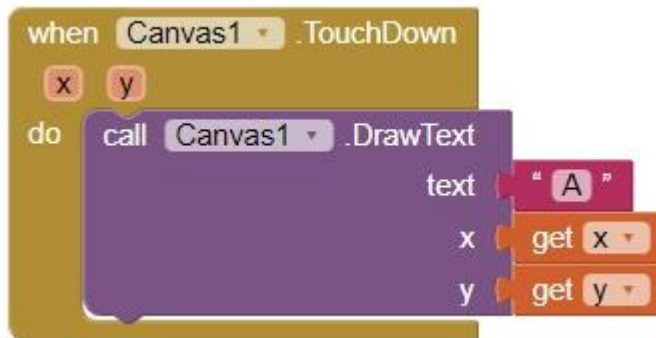 when Canvas1 .TouchDown
x y
do call Canvas1 .DrawText
text “ A ”
x get x
y get y